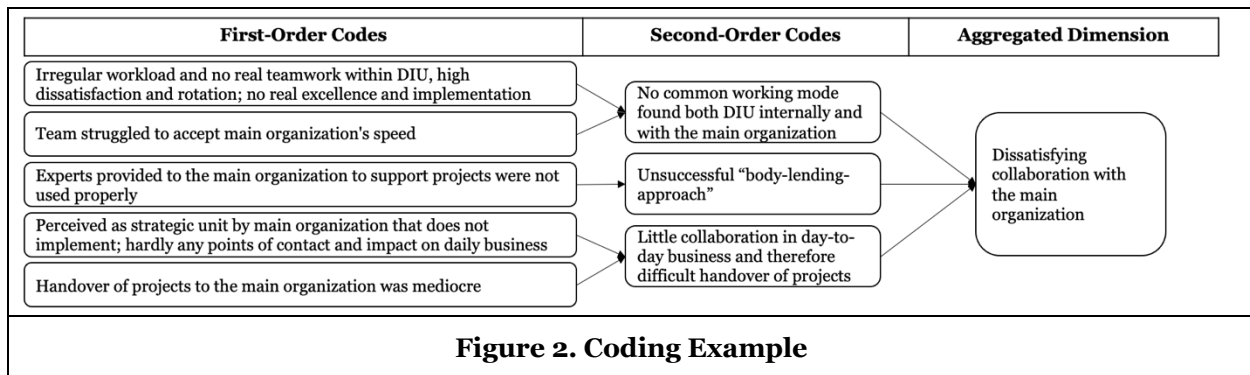 First-Order Codes
Second-Order Codes
Aggregated Dimension
Irregular workload and no real teamwork within DIU, high
dissatisfaction and rotation; no real excellence and implementation
Team struggled to accept main organization's speed
Experts provided to the main organization to support projects were not
used properly
Perceived as strategic unit by main organization that does not
implement; hardly any points of contact and impact on daily business
Handover of projects to the main organization was mediocre
No common working mode
found both DIU internally and
with the main organization
Unsuccessful “body-lending-
approach”
Little collaboration in day-to-
day business and therefore
difficult handover of projects
Dissatisfying
collaboration with
the main
organization
Figure 2. Coding Example